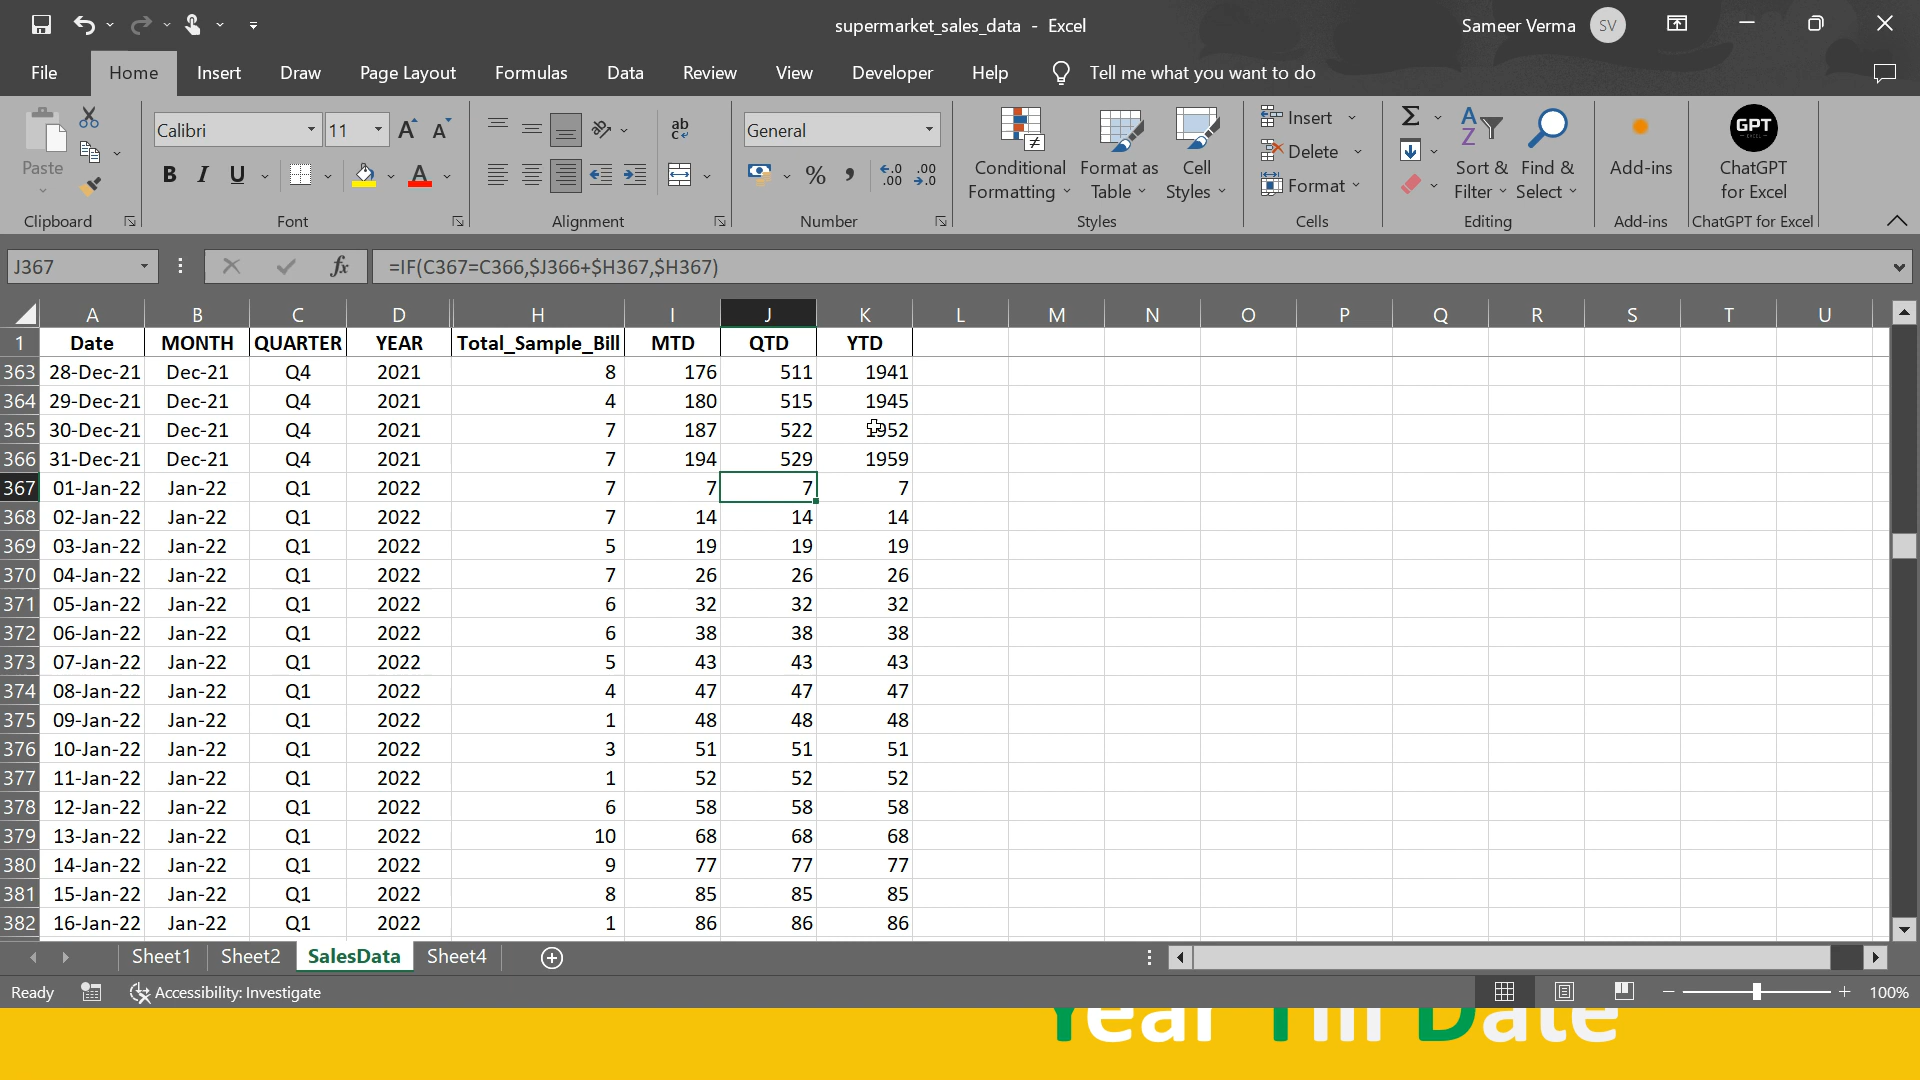 supermarket_sales_data - Excel
Sameer Verma SV
File Home Insert Draw Page Layout Formulas Data Review View Developer Help Tell me what you want to do
Paste
Clipboard
Calibri 11
A A
B I U A
Font
ab
c
Alignment
General
% , .0 .00 .00 .0
Number
Conditional Formatting
Format as Table
Cell Styles
Styles
Insert
Delete
Format
Cells
Σ
A Z
Sort & Filter
Find & Select
Editing
Add-ins
Add-ins
GPT
EXCEL
ChatGPT for Excel
ChatGPT for Excel
J367 fx =IF(C367=C366,$J366+$H367,$H367)
A B C D H I J K L M N O P Q R S T U
1 Date MONTH QUARTER YEAR Total_Sample_Bill MTD QTD YTD
363 28-Dec-21 Dec-21 Q4 2021 8 176 511 1941
364 29-Dec-21 Dec-21 Q4 2021 4 180 515 1945
365 30-Dec-21 Dec-21 Q4 2021 7 187 522 1952
366 31-Dec-21 Dec-21 Q4 2021 7 194 529 1959
367 01-Jan-22 Jan-22 Q1 2022 7 7 7 7
368 02-Jan-22 Jan-22 Q1 2022 7 14 14 14
369 03-Jan-22 Jan-22 Q1 2022 5 19 19 19
370 04-Jan-22 Jan-22 Q1 2022 7 26 26 26
371 05-Jan-22 Jan-22 Q1 2022 6 32 32 32
372 06-Jan-22 Jan-22 Q1 2022 6 38 38 38
373 07-Jan-22 Jan-22 Q1 2022 5 43 43 43
374 08-Jan-22 Jan-22 Q1 2022 4 47 47 47
375 09-Jan-22 Jan-22 Q1 2022 1 48 48 48
376 10-Jan-22 Jan-22 Q1 2022 3 51 51 51
377 11-Jan-22 Jan-22 Q1 2022 1 52 52 52
378 12-Jan-22 Jan-22 Q1 2022 6 58 58 58
379 13-Jan-22 Jan-22 Q1 2022 10 68 68 68
380 14-Jan-22 Jan-22 Q1 2022 9 77 77 77
381 15-Jan-22 Jan-22 Q1 2022 8 85 85 85
382 16-Jan-22 Jan-22 Q1 2022 1 86 86 86
Sheet1 Sheet2 SalesData Sheet4
Ready Accessibility: Investigate 100%
Year Till Date